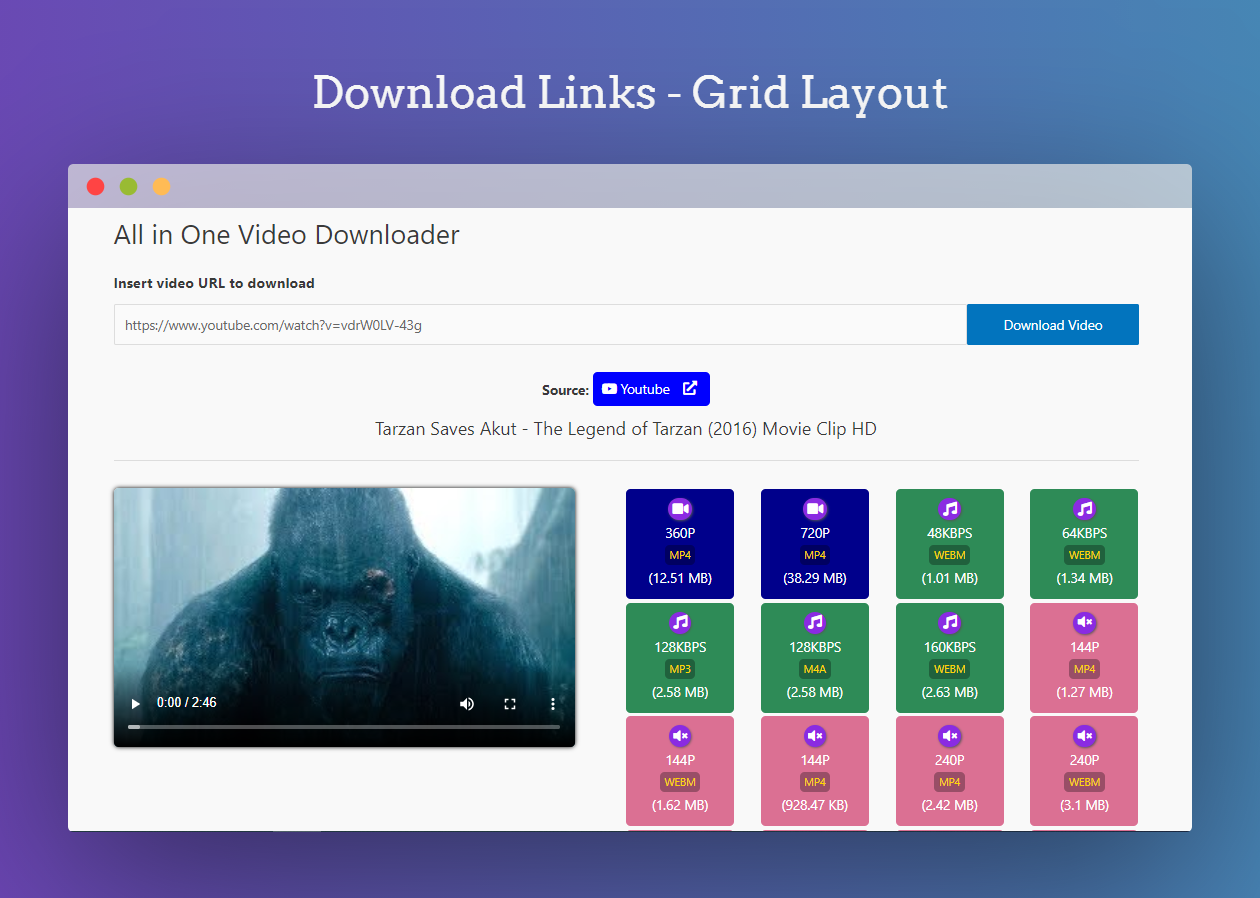 Download Links - Grid Layout
All in One Video Downloader
Insert video URL to download
https://www.youtube.com/watch?v=vdrW0LV-43g
Download Video
Source: Youtube
Tarzan Saves Akut - The Legend of Tarzan (2016) Movie Clip HD
0:00 / 2:46
360P
MP4
(12.51 MB)
720P
MP4
(38.29 MB)
48KBPS
WEBM
(1.01 MB)
64KBPS
WEBM
(1.34 MB)
128KBPS
MP3
(2.58 MB)
128KBPS
M4A
(2.58 MB)
160KBPS
WEBM
(2.63 MB)
144P
MP4
(1.27 MB)
144P
WEBM
(1.62 MB)
144P
MP4
(928.47 KB)
240P
MP4
(2.42 MB)
240P
WEBM
(3.1 MB)